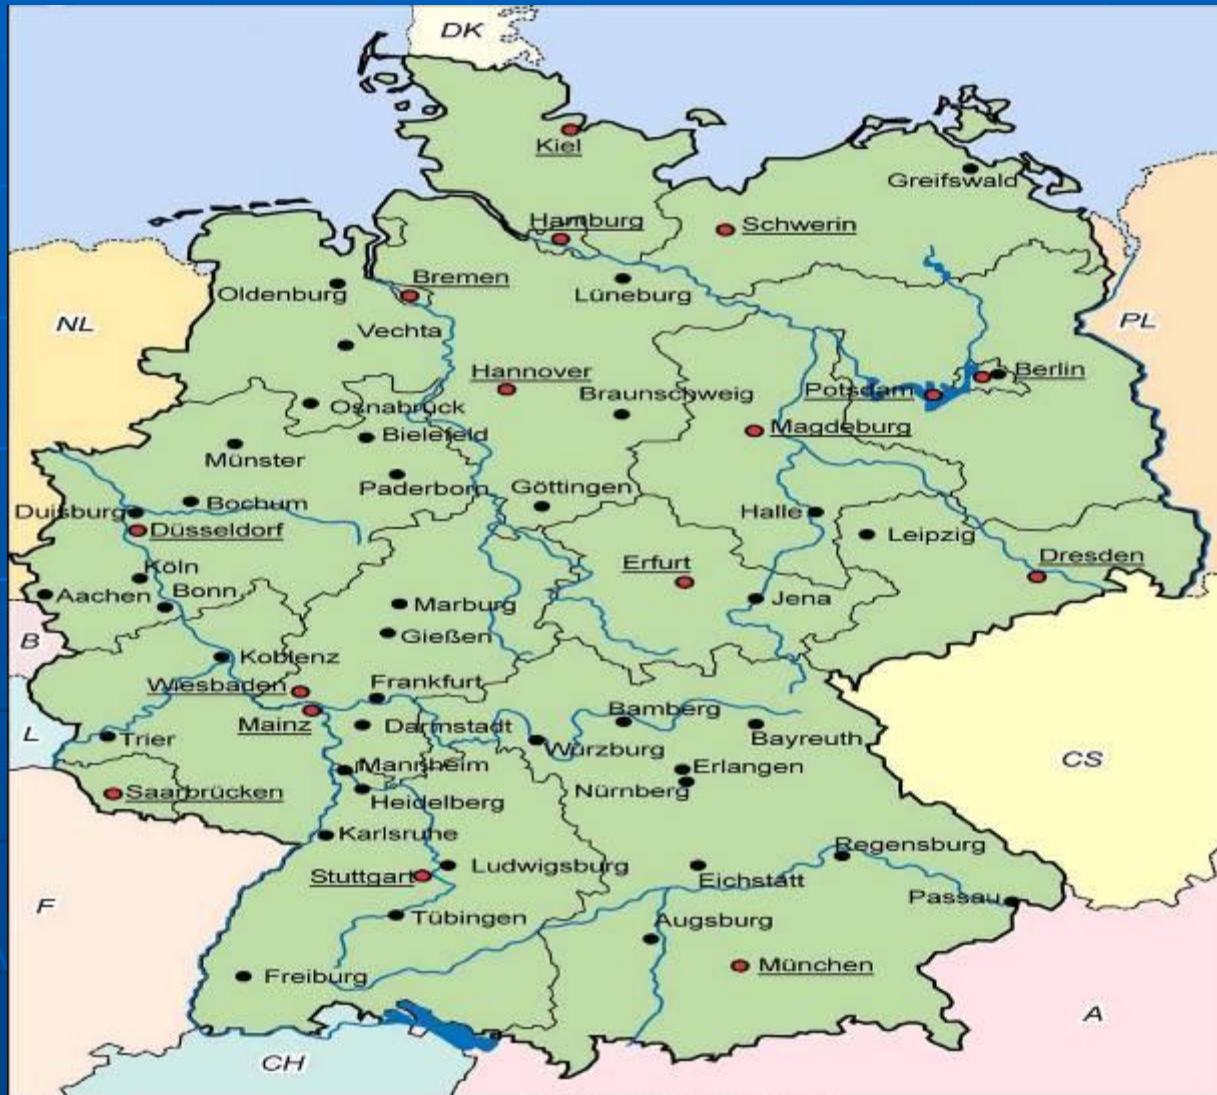 DK
Kiel
Greifswald
Hamburg
Schwerin
Bremen
Oldenburg
Lüneburg
NL
Vechta
PL
Hannover
Berlin
Potsdam
Osnabrück
Braunschweig
Bielefeld
Magdeburg
Münster
Paderborn
Göttingen
Bochum
Duisburg
Düsseldorf
Halle
Leipzig
Dresden
Erfurt
Köln
Aachen
Bonn
Marburg
Jena
B
Gießen
Koblenz
Wiesbaden
Frankfurt
Mainz
Darmstadt
Bamberg
L
Trier
Würzburg
Bayreuth
CS
Mannheim
Erlangen
Nürnberg
Saarbrücken
Heidelberg
Karlsruhe
Regensburg
Stuttgart
Ludwigsburg
Eichstätt
Passau
F
Tübingen
Augsburg
Freiburg
München
A
CH